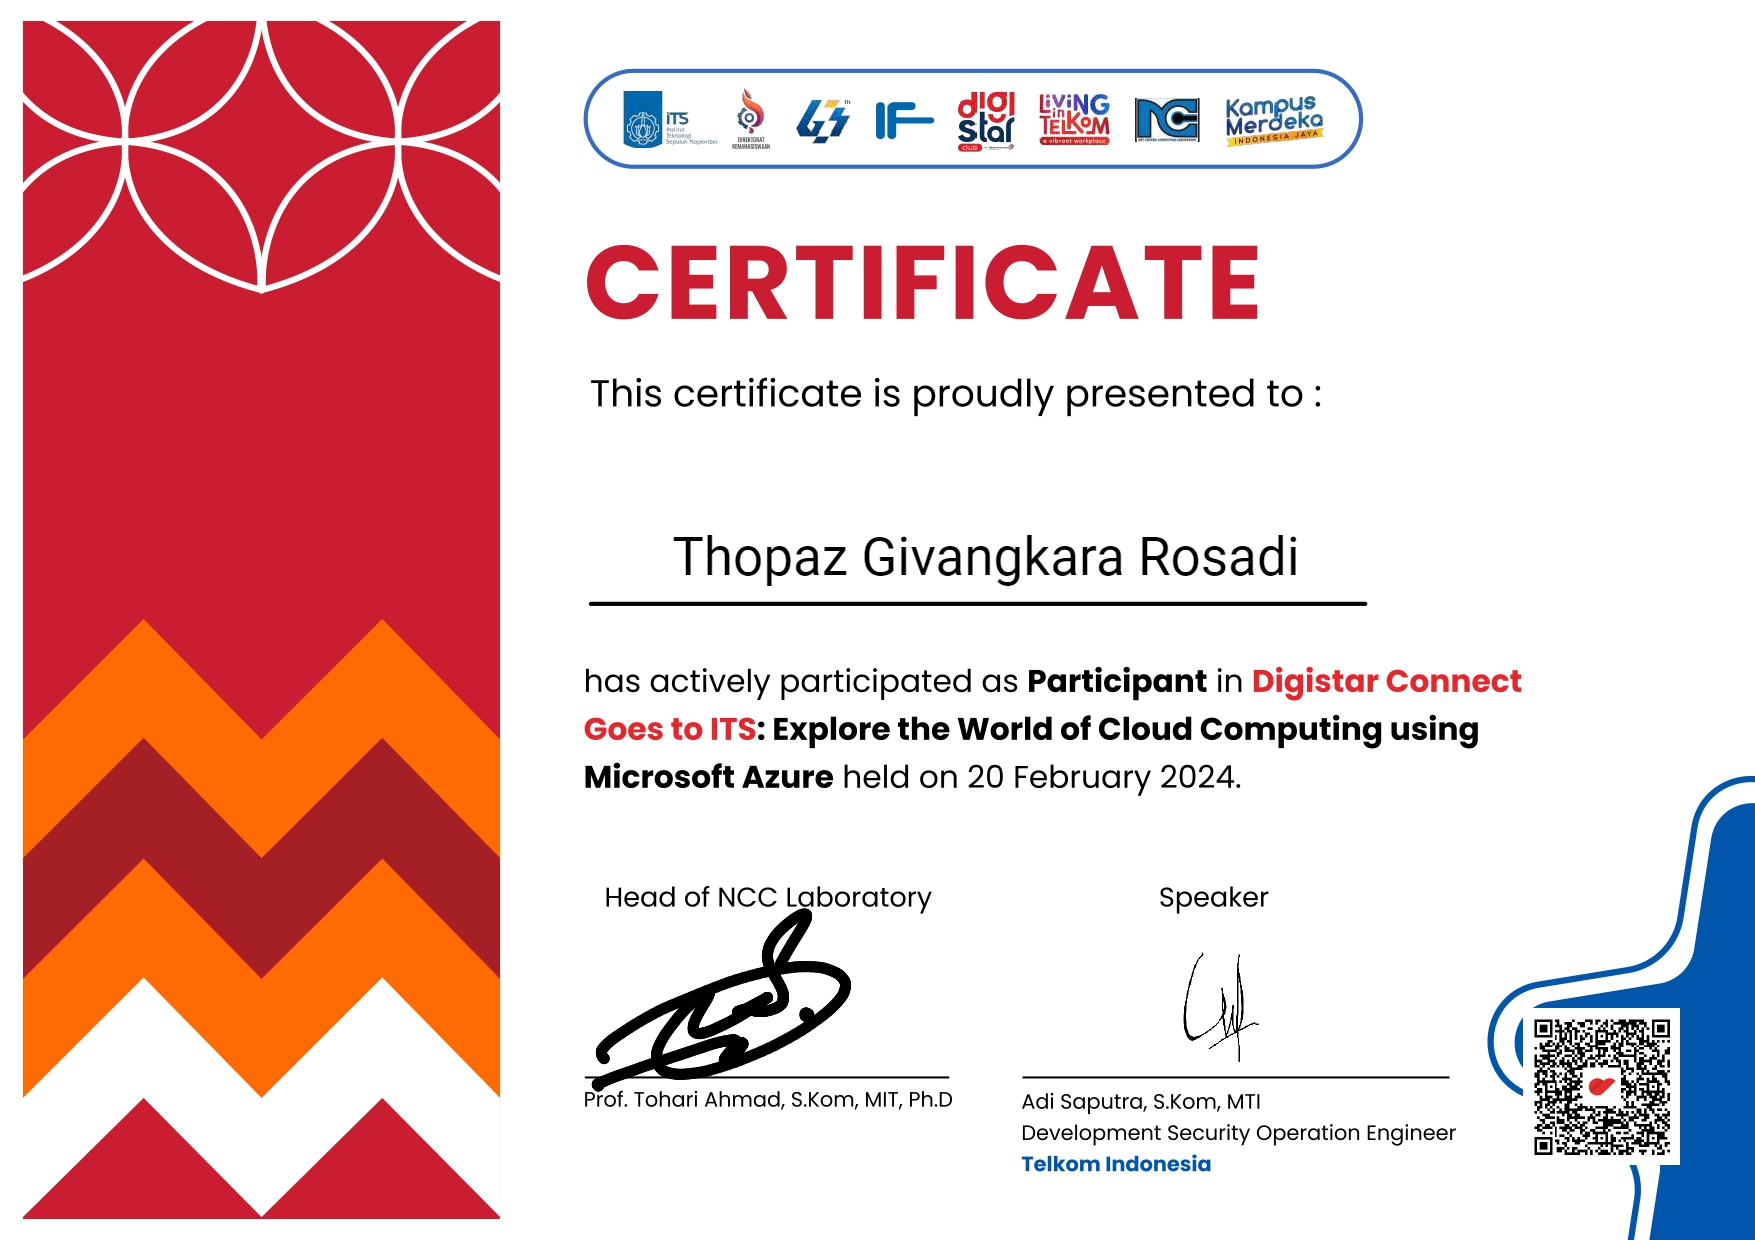 iTS
Institut
Teknologi
Sepuluh Nopember
DIREKTORAT
KEMAHASISWAAN
63 th
IF
digi
star
club
LiViNG
in
TELKOM
a vibrant workplace
NC
Kampus
Merdeka
INDONESIA JAYA
CERTIFICATE
This certificate is proudly presented to :
Thopaz Givangkara Rosadi
has actively participated as Participant in Digistar Connect
Goes to ITS: Explore the World of Cloud Computing using
Microsoft Azure held on 20 February 2024.
Head of NCC Laboratory
Speaker
Prof. Tohari Ahmad, S.Kom, MIT, Ph.D
Adi Saputra, S.Kom, MTI
Development Security Operation Engineer
Telkom Indonesia